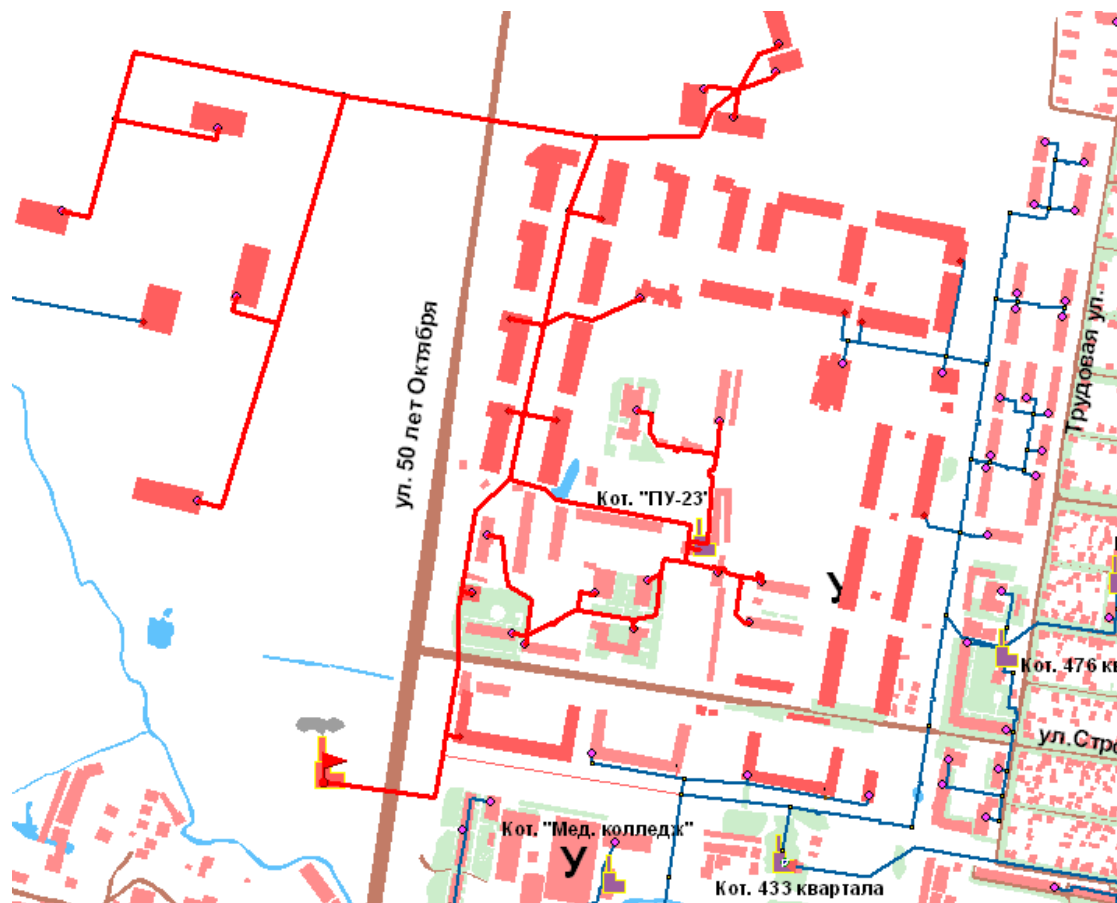 ул. 50 лет Октября
Трудовая ул.
Кот. "ПУ-23"
У
Кот. 476 кв
ул.Стро
Кот. "Мед. колледж"
У
Кот. 433 квартала